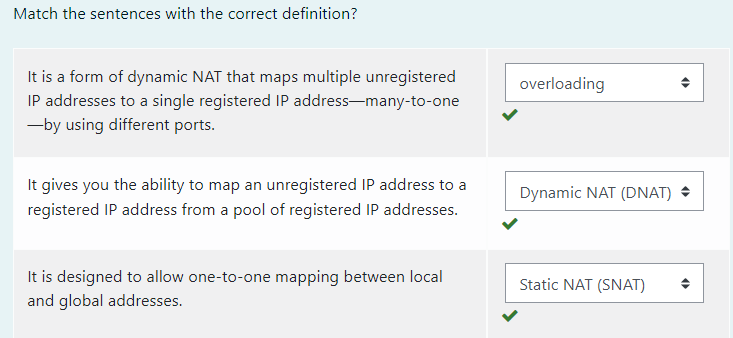 Match the sentences with the correct definition?
It is a form of dynamic NAT that maps multiple unregistered
IP addresses to a single registered IP address—many-to-one
—by using different ports.
overloading
It gives you the ability to map an unregistered IP address to a
registered IP address from a pool of registered IP addresses.
Dynamic NAT (DNAT)
It is designed to allow one-to-one mapping between local
and global addresses.
Static NAT (SNAT)